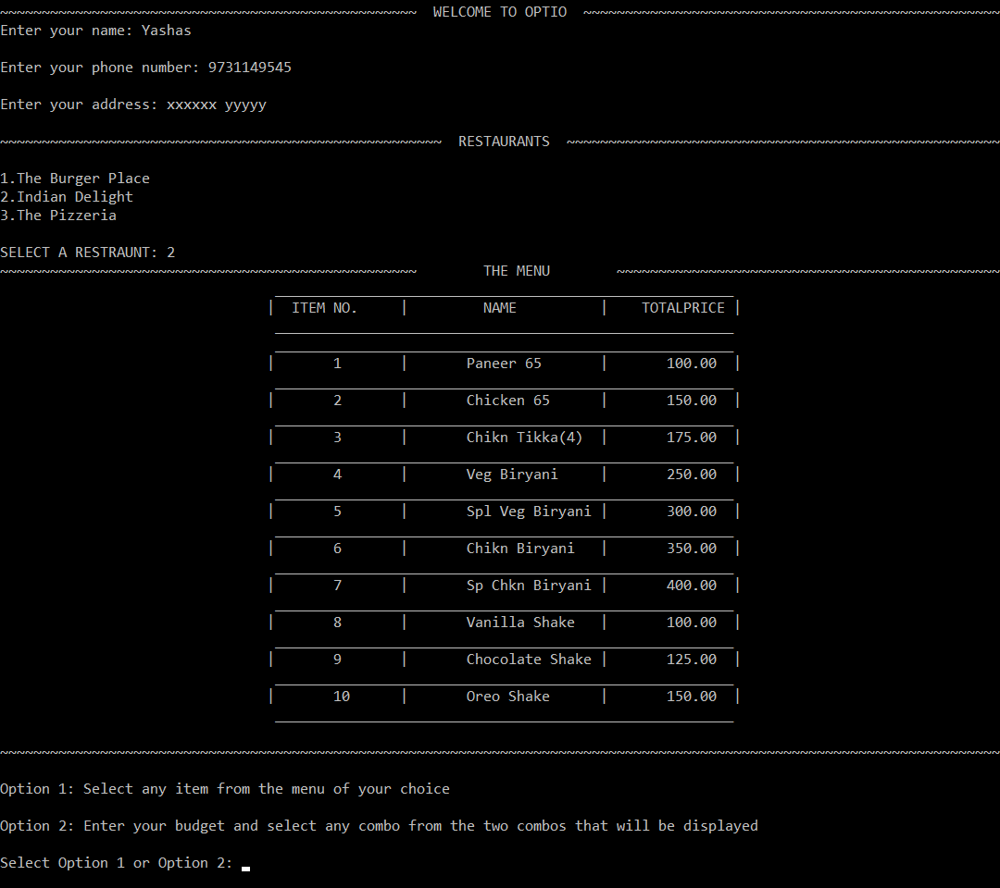 ~~~~~~~~~~~~~~~~~~~~~~~~~~~~~~~~~~~~~~~~~~~~~~~~~~  WELCOME TO OPTIO  ~~~~~~~~~~~~~~~~~~~~~~~~~~~~~~~~~~~~~~~~~~~~~~~~~~
Enter your name: Yashas
Enter your phone number: 9731149545
Enter your address: xxxxxx yyyyy
~~~~~~~~~~~~~~~~~~~~~~~~~~~~~~~~~~~~~~~~~~~~~~~~~~~~~  RESTAURANTS  ~~~~~~~~~~~~~~~~~~~~~~~~~~~~~~~~~~~~~~~~~~~~~~~~~~~~
1.The Burger Place
2.Indian Delight
3.The Pizzeria
SELECT A RESTRAUNT: 2
~~~~~~~~~~~~~~~~~~~~~~~~~~~~~~~~~~~~~~~~~~~~~~~~~~        THE MENU        ~~~~~~~~~~~~~~~~~~~~~~~~~~~~~~~~~~~~~~~~~~~~~~
| ITEM NO. | NAME | TOTALPRICE |
| 1 | Paneer 65 | 100.00 |
| 2 | Chicken 65 | 150.00 |
| 3 | Chikn Tikka(4) | 175.00 |
| 4 | Veg Biryani | 250.00 |
| 5 | Spl Veg Biryani | 300.00 |
| 6 | Chikn Biryani | 350.00 |
| 7 | Sp Chkn Biryani | 400.00 |
| 8 | Vanilla Shake | 100.00 |
| 9 | Chocolate Shake | 125.00 |
| 10 | Oreo Shake | 150.00 |
~~~~~~~~~~~~~~~~~~~~~~~~~~~~~~~~~~~~~~~~~~~~~~~~~~~~~~~~~~~~~~~~~~~~~~~~~~~~~~~~~~~~~~~~~~~~~~~~~~~~~~~~~~~~~~~~~~~~~~~~
Option 1: Select any item from the menu of your choice
Option 2: Enter your budget and select any combo from the two combos that will be displayed
Select Option 1 or Option 2: